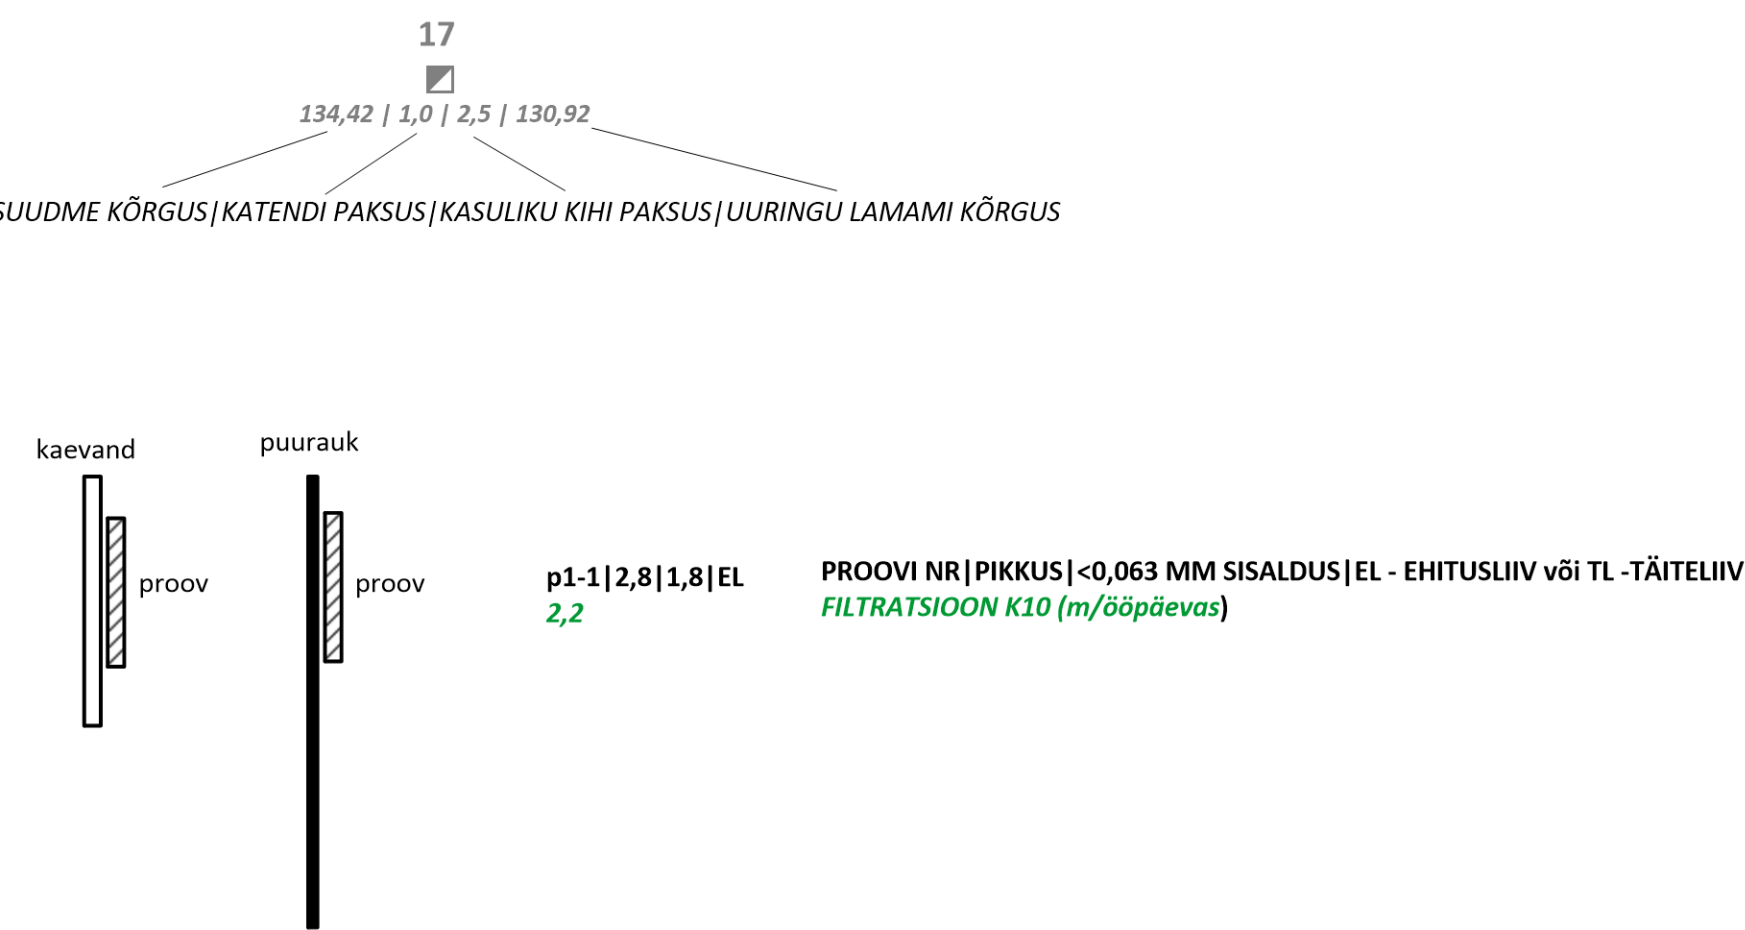 17
134,42 | 1,0 | 2,5 | 130,92
SUUDME KÕRGUS|KATENDI PAKSUS|KASULIKU KIHI PAKSUS|UURINGU LAMAMI KÕRGUS
kaevand
puurauk
proov
proov
p1-1|2,8|1,8|EL
2,2
PROOVI NR|PIKKUS|<0,063 MM SISALDUS|EL - EHITUSLIIV või TL -TÄITELIIV
FILTRATSIOON K10 (m/ööpäevas)